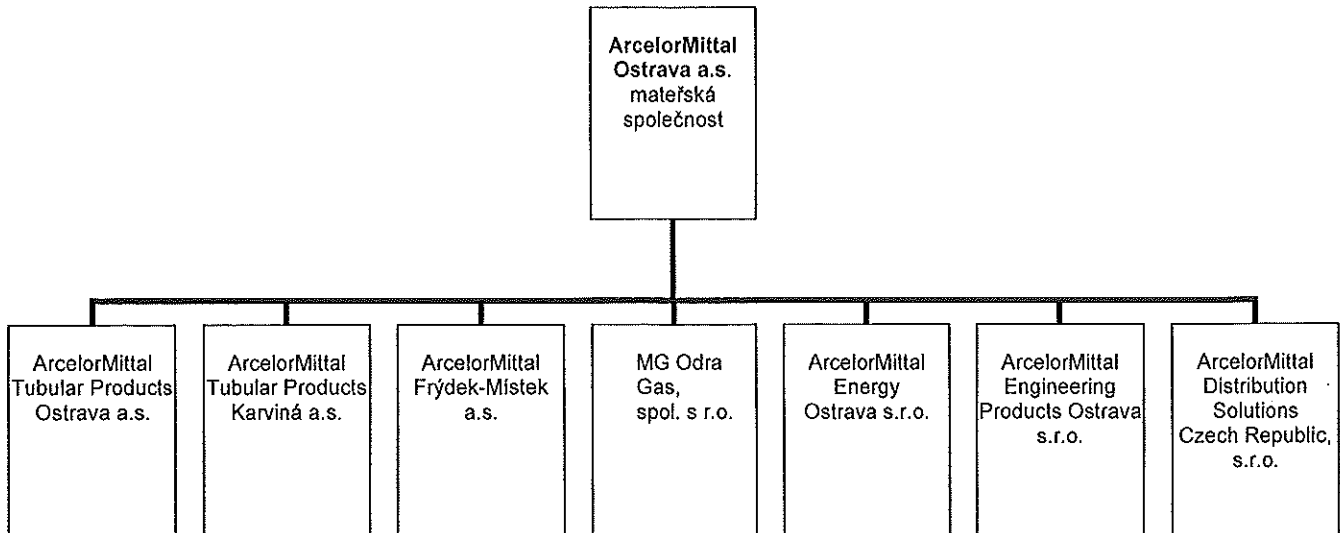 ArcelorMittal
Ostrava a.s.
mateřská
společnost
ArcelorMittal
Tubular Products
Ostrava a.s.
ArcelorMittal
Tubular Products
Karviná a.s.
ArcelorMittal
Frýdek-Místek
a.s.
MG Odra
Gas,
spol. s r.o.
ArcelorMittal
Energy
Ostrava s.r.o.
ArcelorMittal
Engineering
Products Ostrava
s.r.o.
ArcelorMittal
Distribution
Solutions
Czech Republic,
s.r.o.